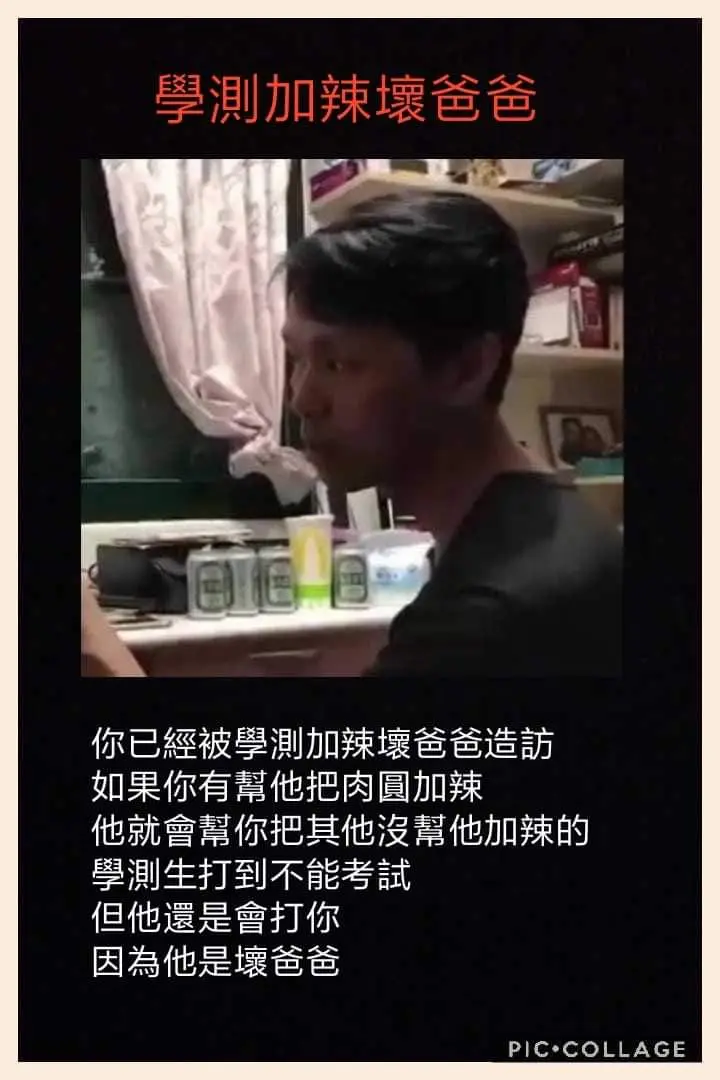 學測加辣壞爸爸
你已經被學測加辣壞爸爸造訪
如果你有幫他把肉圓加辣
他就會幫你把其他沒幫他加辣的
學測生打到不能考試
但他還是會打你
因為他是壞爸爸
PIC•COLLAGE